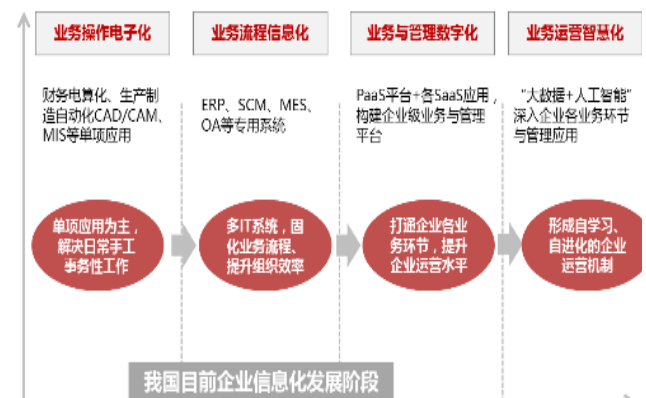 业务操作电子化
业务流程信息化
业务与管理数字化
业务运营智慧化
财务电算化、生产制
造自动化CAD/CAM、
MIS等单项应用
ERP、SCM、MES、
OA等专用系统
PaaS平台+各SaaS应用，
构建企业级业务与管理
平台
“大数据+人工智能”
深入企业各业务环节
与管理应用
单项应用为主，
解决日常手工
事务性工作
多IT系统，固
化业务流程、
提升组织效率
打通企业各业
务环节，提升
企业运营水平
形成自学习、
自进化的企业
运营机制
我国目前企业信息化发展阶段